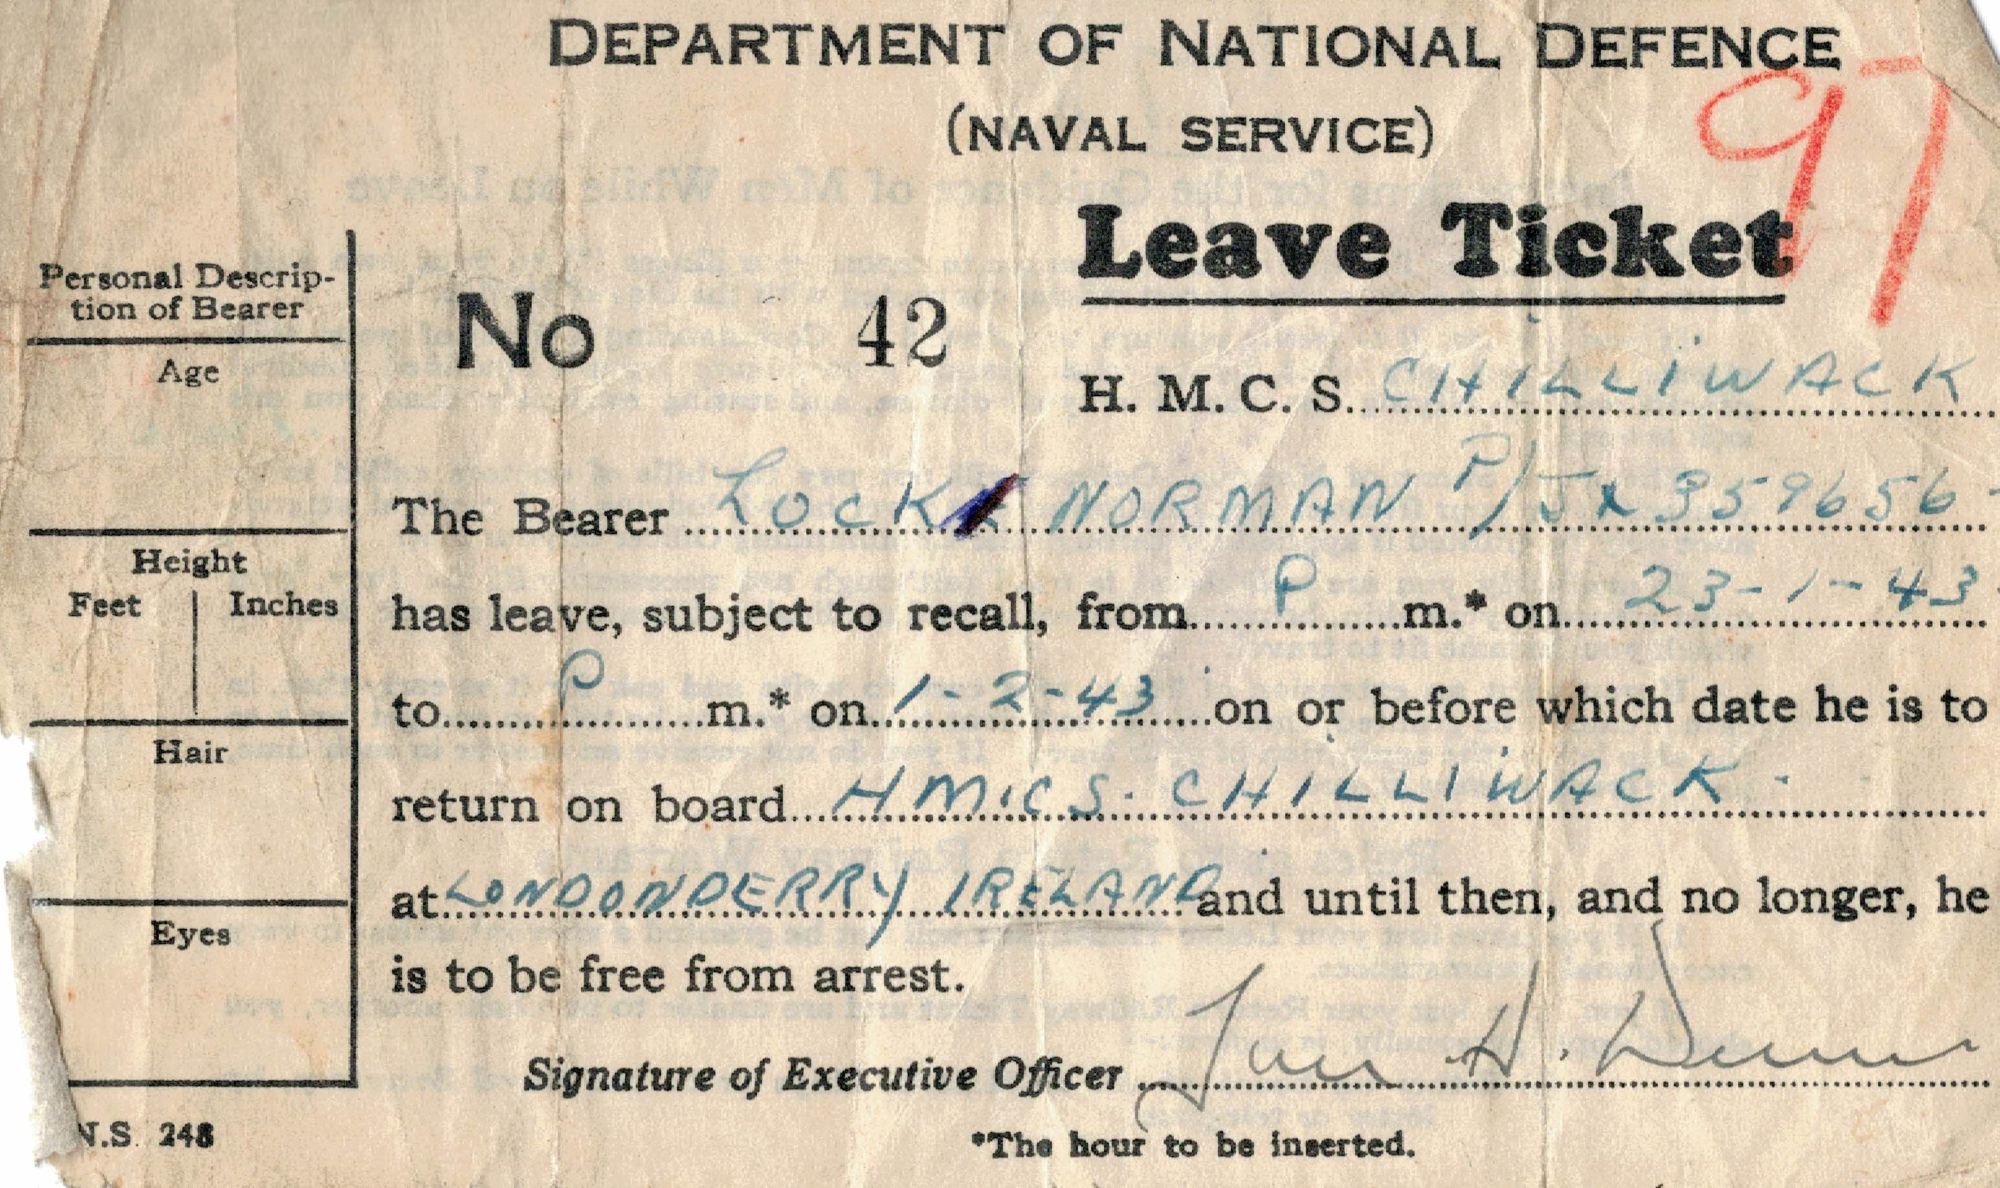 DEPARTMENT OF NATIONAL DEFENCE
(NAVAL SERVICE)
97
Leave Ticket
No 42
H. M. C. S. CHILLIWACK
Personal Descrip-
tion of Bearer
Age
Height
Feet Inches
Hair
Eyes
The Bearer LOCK NORMAN P/JX 359656
has leave, subject to recall, from P m.* on 23-1-43
to P m.* on 1-2-43 on or before which date he is to
return on board H.M.C.S. CHILLIWACK.
at LONDONDERRY IRELAND and until then, and no longer, he
is to be free from arrest.
Signature of Executive Officer
*The hour to be inserted.
N.S. 248